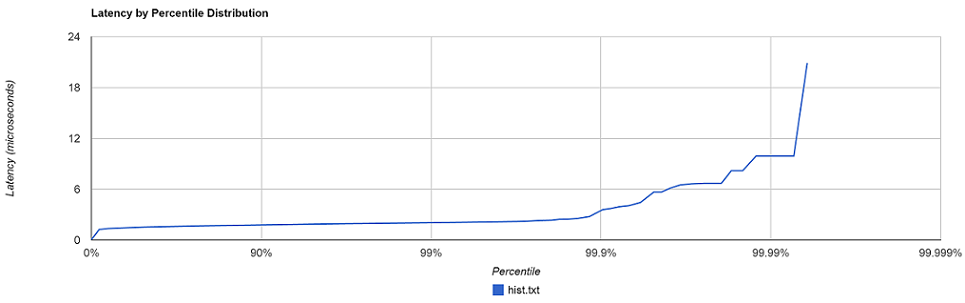 Latency by Percentile Distribution
Latency (microseconds)
24
18
12
6
0
0% 90% 99% 99.9% 99.99% 99.999%
Percentile
hist.txt